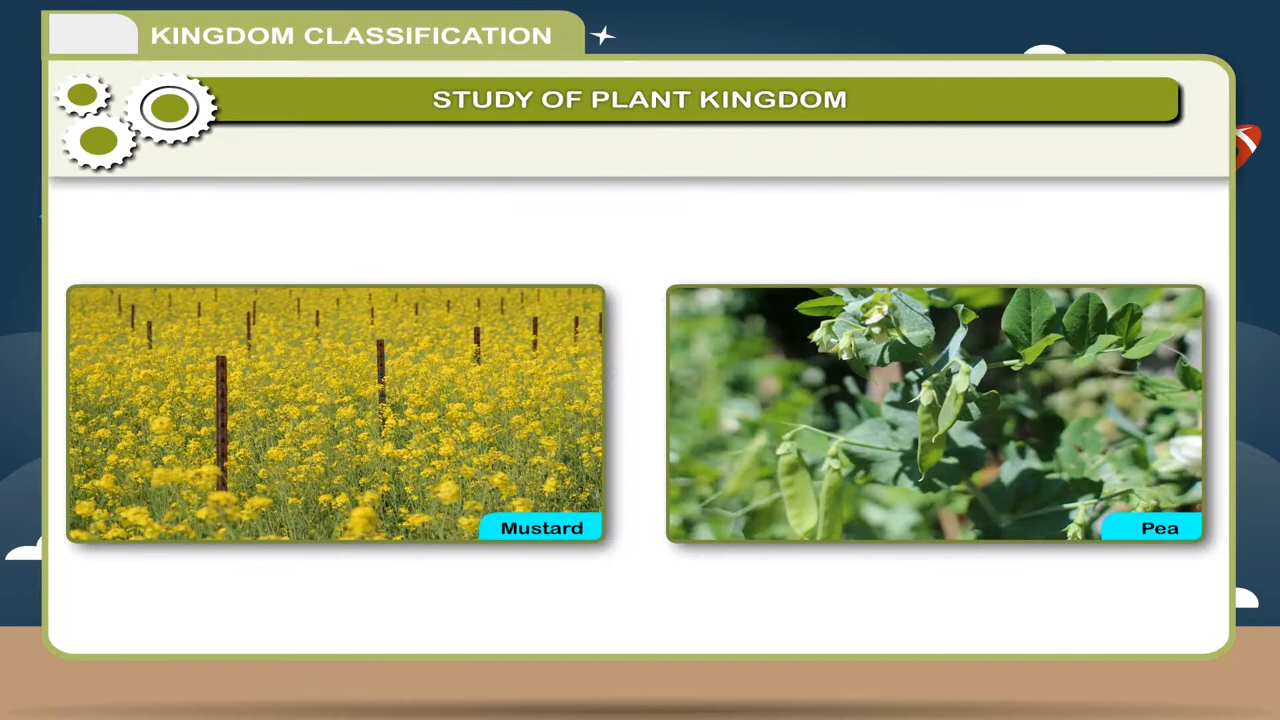 KINGDOM CLASSIFICATION
STUDY OF PLANT KINGDOM
Mustard
Pea